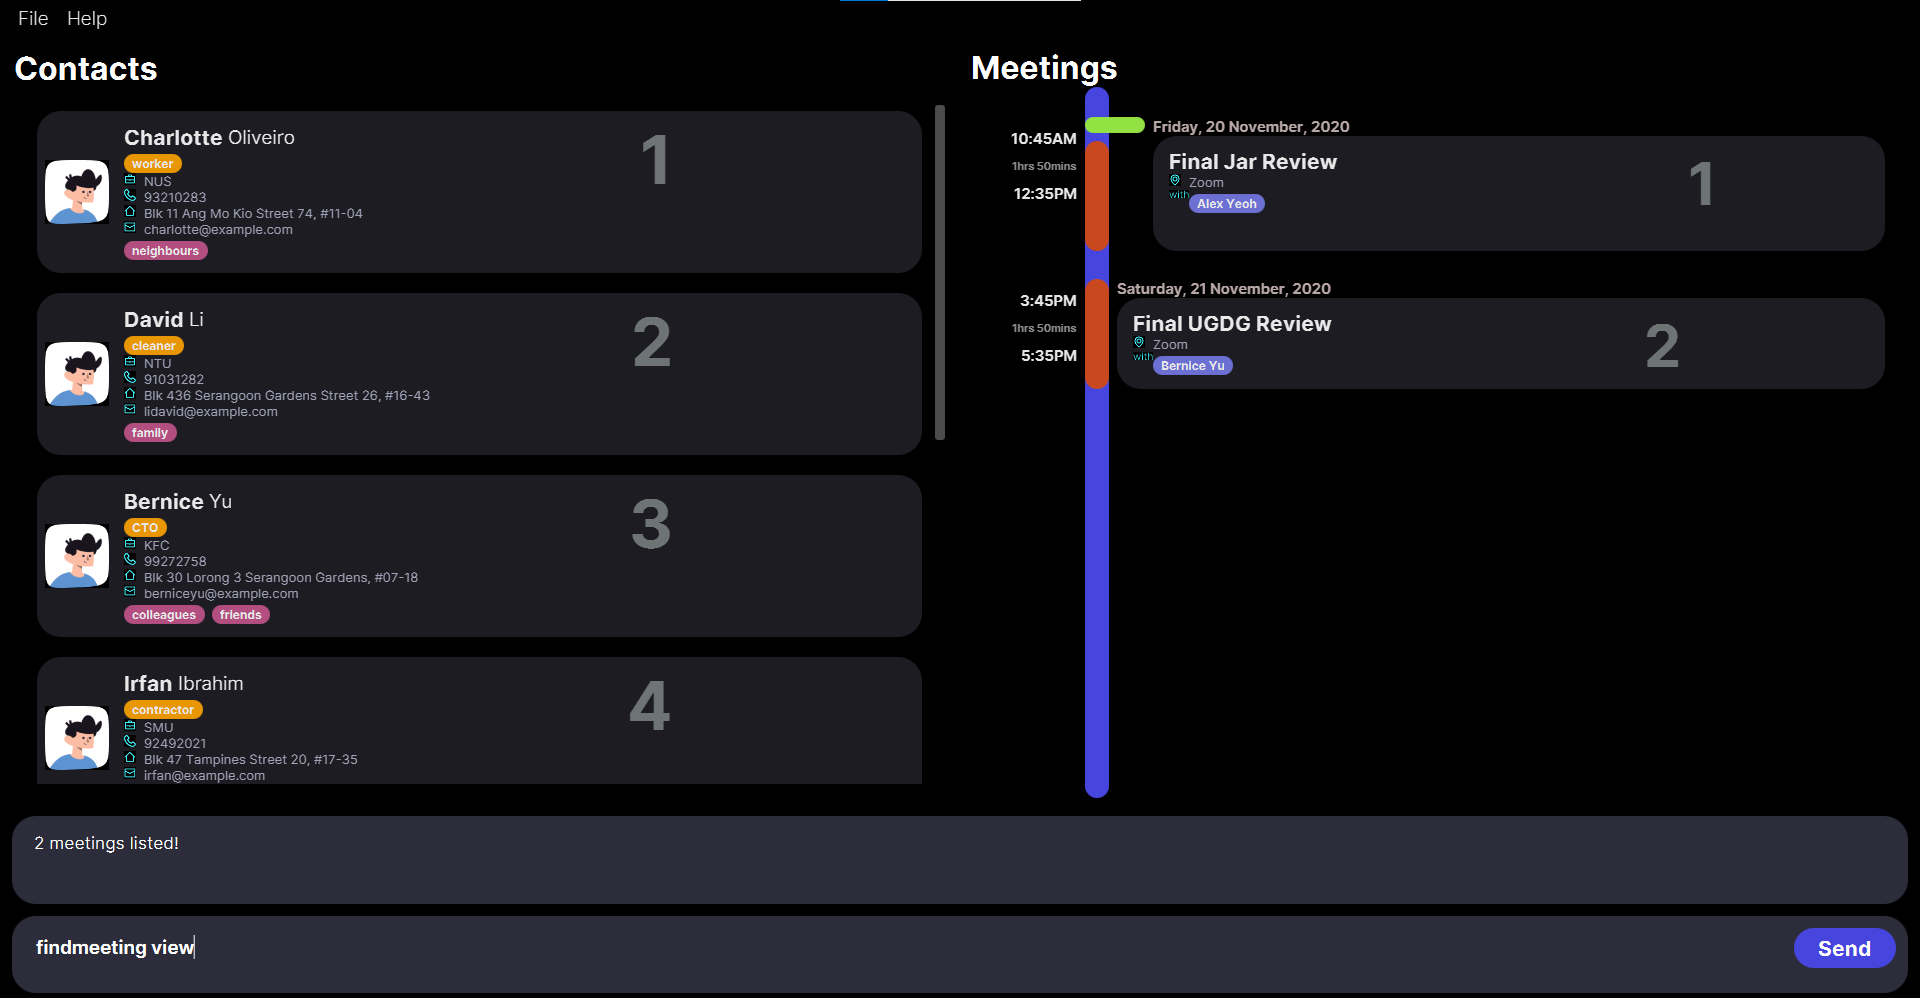 File Help
Contacts
Charlotte Oliveiro
worker
NUS
93210283
Blk 11 Ang Mo Kio Street 74, #11-04
charlotte@example.com
neighbours
1
David Li
cleaner
NTU
91031282
Blk 436 Serangoon Gardens Street 26, #16-43
lidavid@example.com
family
2
Bernice Yu
CTO
KFC
99272758
Blk 30 Lorong 3 Serangoon Gardens, #07-18
berniceyu@example.com
colleagues friends
3
Irfan Ibrahim
contractor
SMU
92492021
Blk 47 Tampines Street 20, #17-35
irfan@example.com
4
Meetings
10:45AM
1hrs 50mins
12:35PM
Friday, 20 November, 2020
Final Jar Review
Zoom
with Alex Yeoh
1
3:45PM
1hrs 50mins
5:35PM
Saturday, 21 November, 2020
Final UGDG Review
Zoom
with Bernice Yu
2
2 meetings listed!
findmeeting view
Send